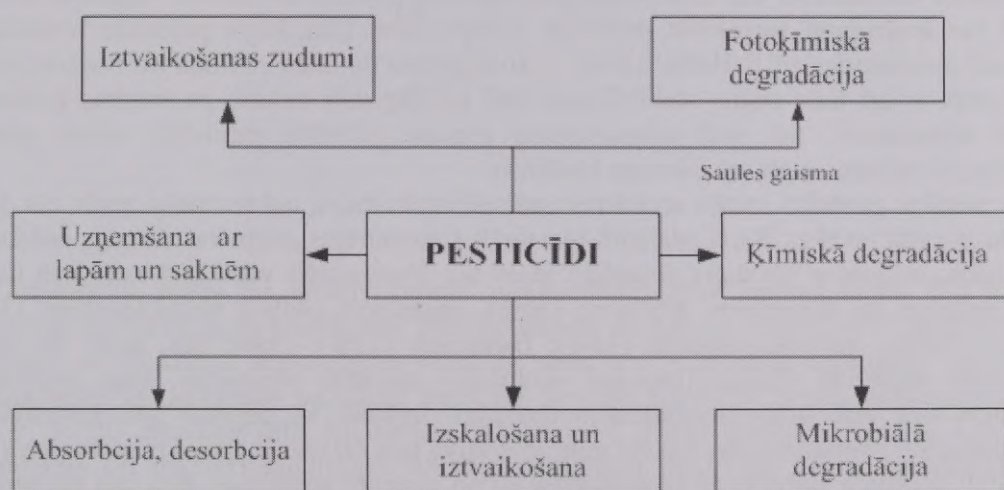 Iztvaikošanas zudumi
Fotoķīmiskā
degradācija
Saules gaisma
Uzņemšana ar
lapām un saknēm
PESTICĪDI
Ķīmiskā degradācija
Absorbcija, desorbcija
Izskalošana un
iztvaikošana
Mikrobiālā
degradācija